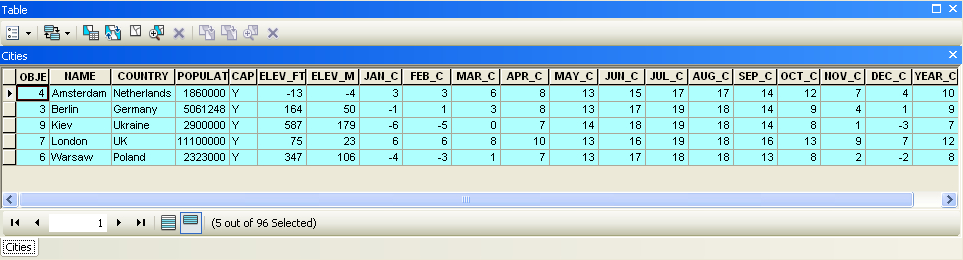 Table
Cities
OBJE NAME COUNTRY POPULAT CAP ELEV_FT ELEV_M JAN_C FEB_C MAR_C APR_C MAY_C JUN_C JUL_C AUG_C SEP_C OCT_C NOV_C DEC_C YEAR_C
4 Amsterdam Netherlands 1860000 Y -13 -4 3 3 6 8 13 15 17 17 14 12 7 4 10
3 Berlin Germany 5061248 Y 164 50 -1 1 3 8 13 17 19 18 14 9 4 1 9
9 Kiev Ukraine 2900000 Y 587 179 -6 -5 0 7 14 18 19 18 14 8 1 -3 7
7 London UK 11100000 Y 75 23 6 6 8 10 13 16 19 18 16 13 9 7 12
6 Warsaw Poland 2323000 Y 347 106 -4 -3 1 7 13 17 18 18 13 8 2 -2 8
1 (5 out of 96 Selected)
Cities